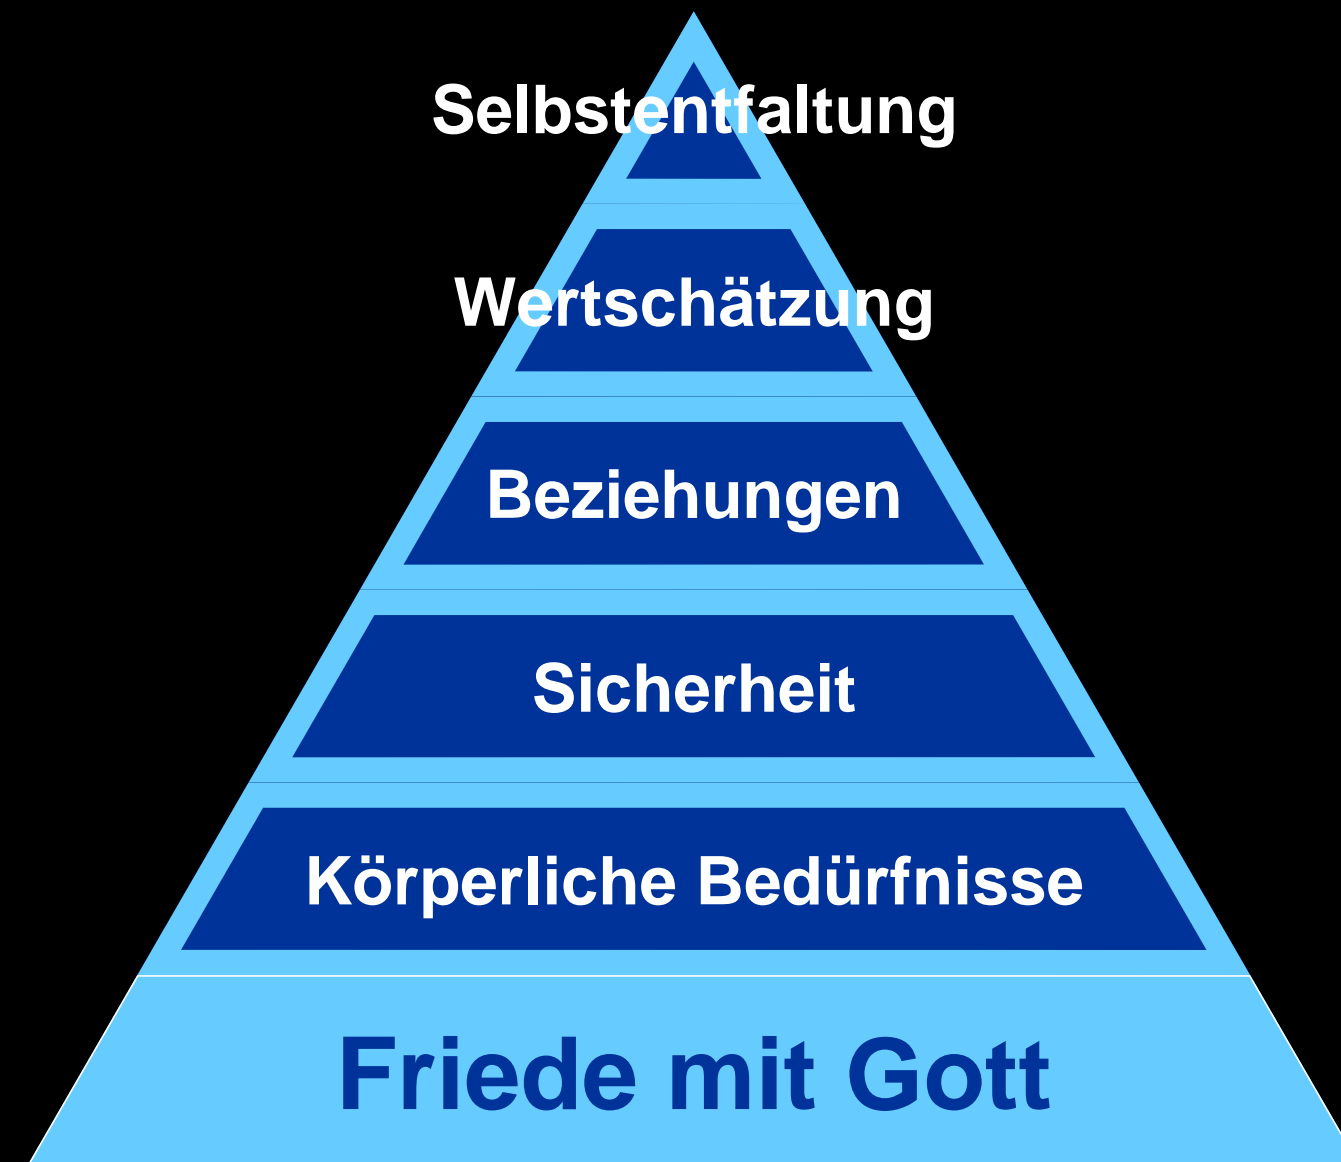 Selbstentfaltung
Wertschätzung
Beziehungen
Sicherheit
Körperliche Bedürfnisse
Friede mit Gott